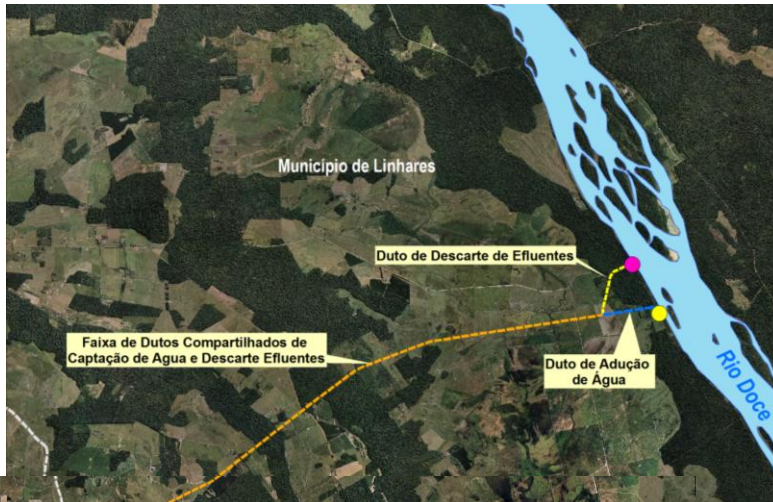 Município de Linhares
Duto de Descarte de Efluentes
Faixa de Dutos Compartilhados de
Captação de Agua e Descarte Efluentes
Duto de Adução
de Água
Rio Doce